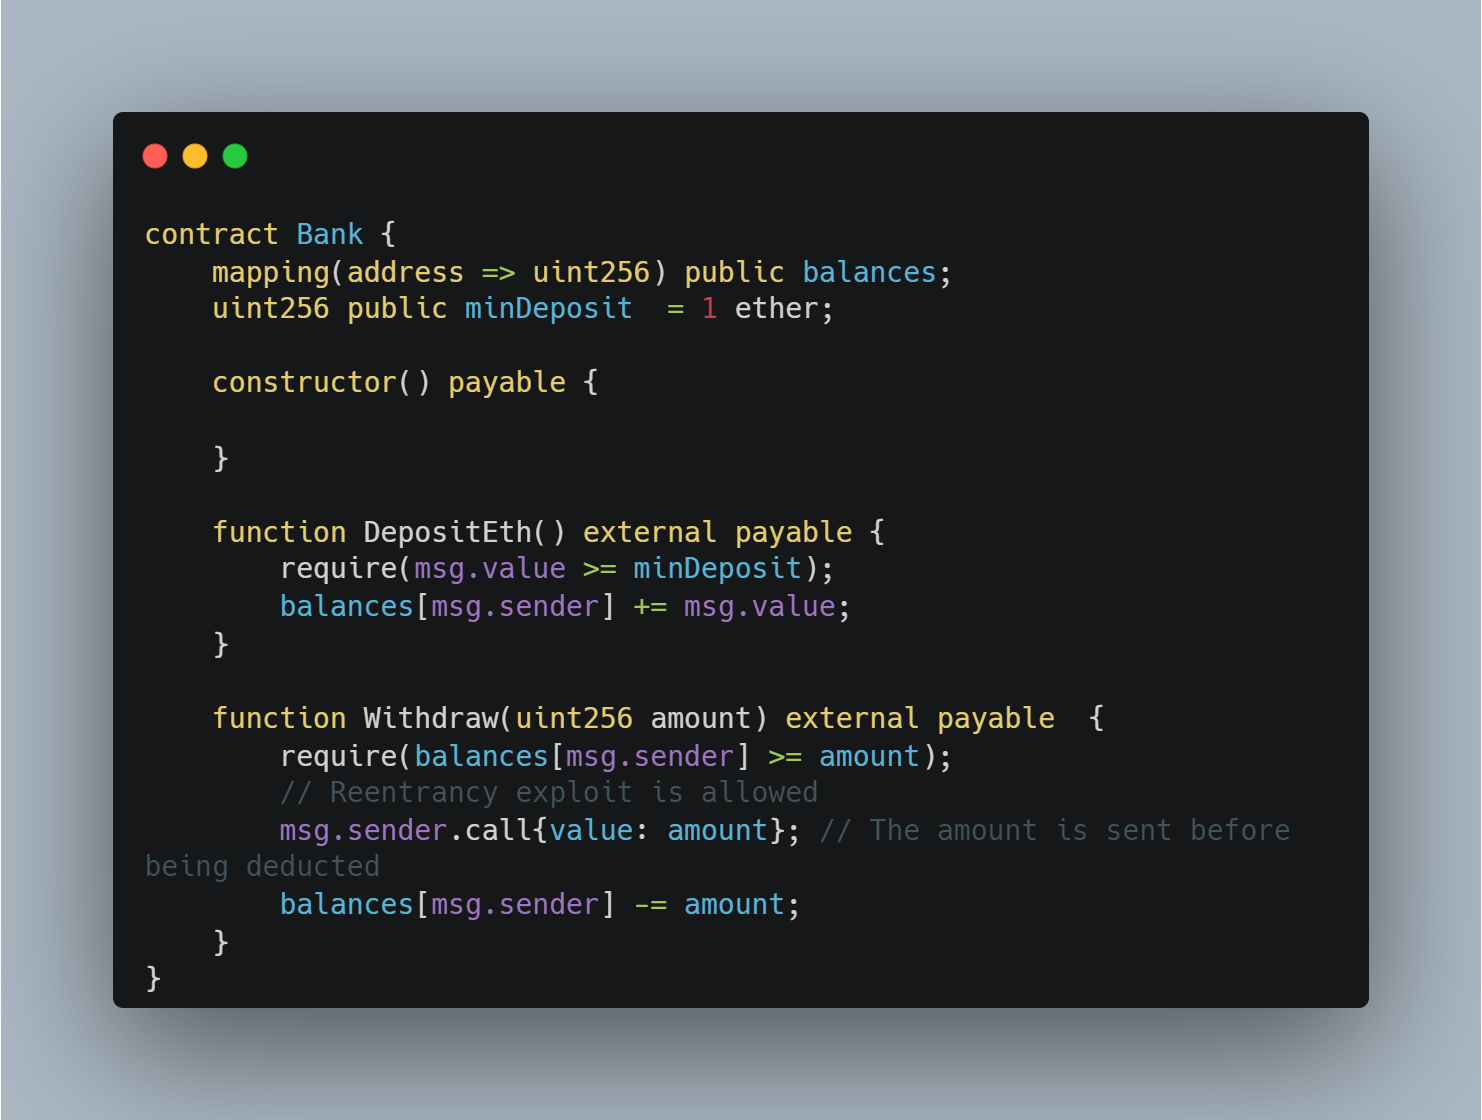 contract Bank {
    mapping(address => uint256) public balances;
    uint256 public minDeposit  = 1 ether;

    constructor() payable {

    }

    function DepositEth() external payable {
        require(msg.value >= minDeposit);
        balances[msg.sender] += msg.value;
    }

    function Withdraw(uint256 amount) external payable  {
        require(balances[msg.sender] >= amount);
        // Reentrancy exploit is allowed
        msg.sender.call{value: amount}; // The amount is sent before
being deducted
        balances[msg.sender] -= amount;
    }
}